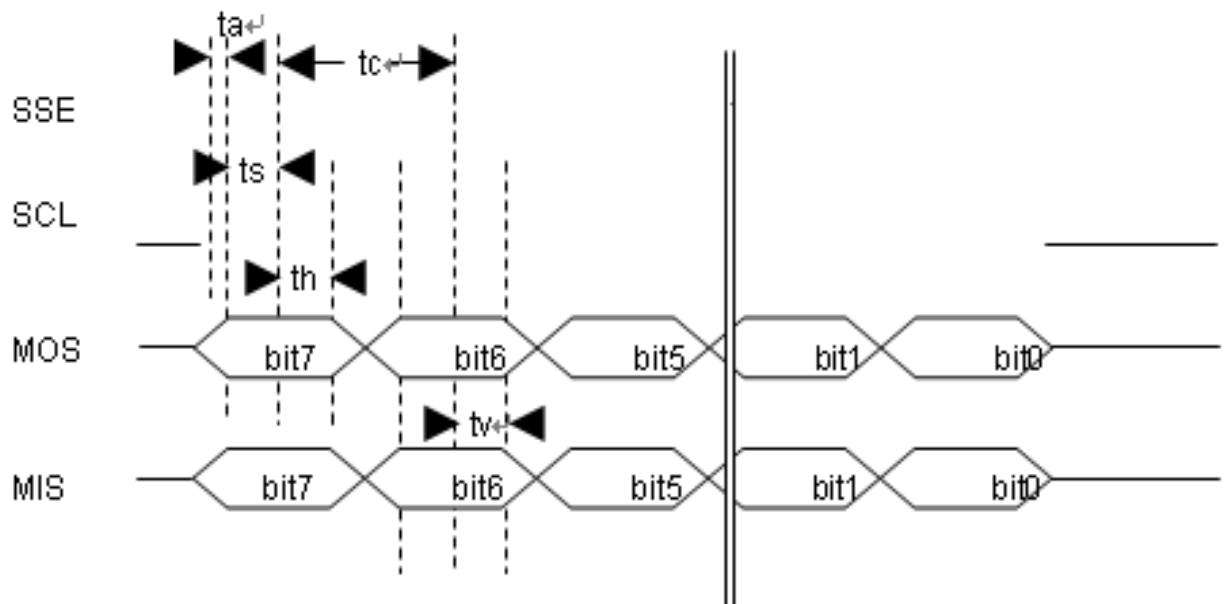 ta↵
tc↵
SSE
ts
SCL
th
MOS bit7 bit6 bit5 bit1 bit0
tv↵
MIS bit7 bit6 bit5 bit1 bit0